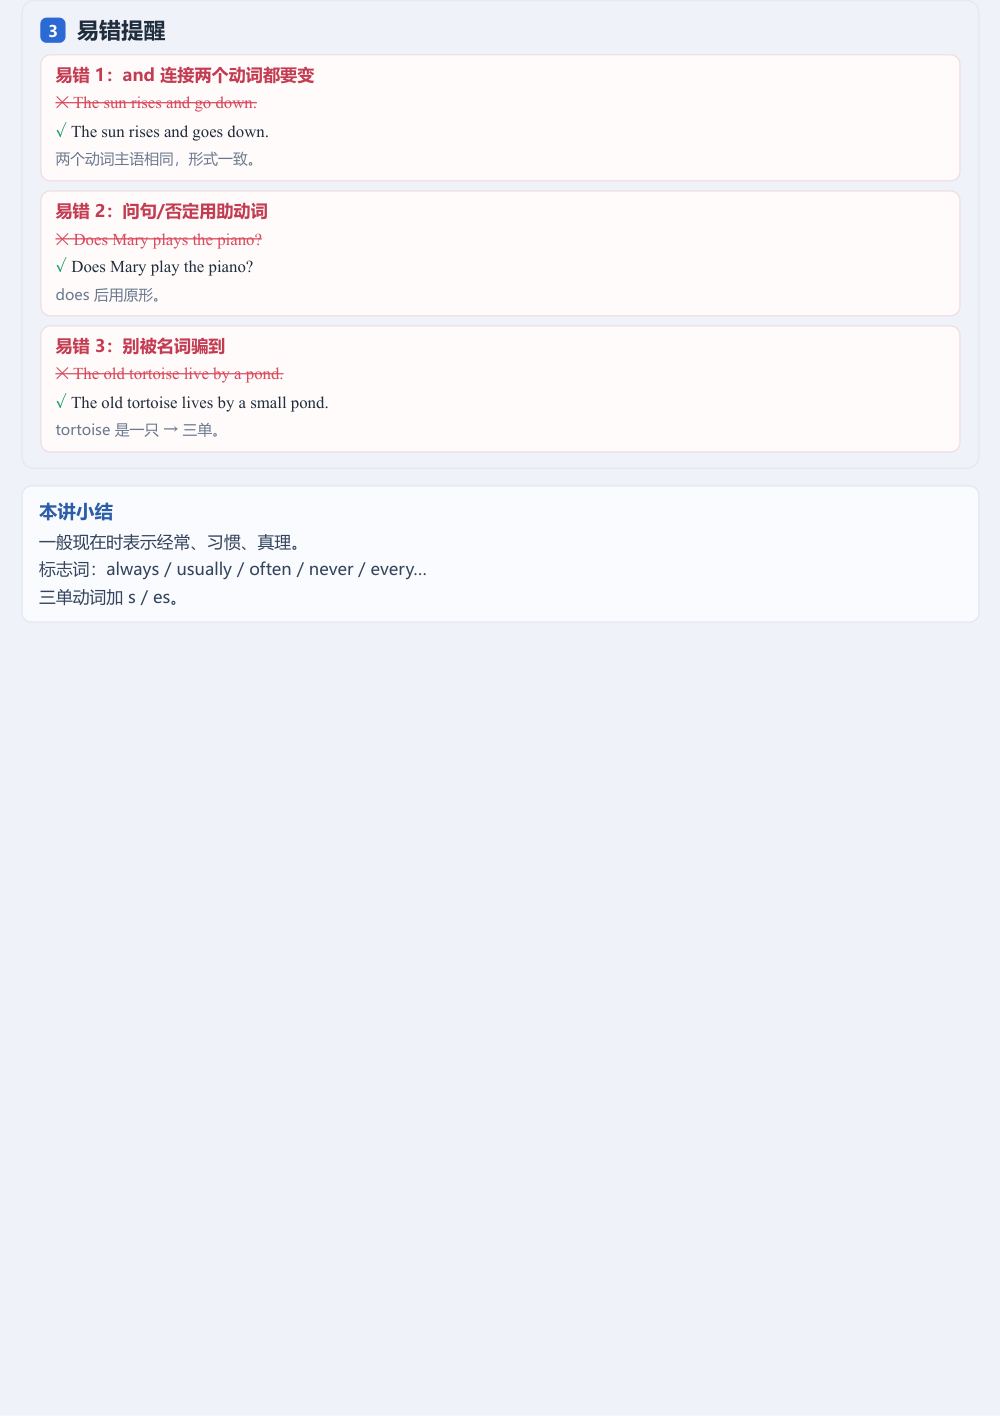 3 易错提醒
易错 1：and 连接两个动词都要变
× The sun rises and go down.
√ The sun rises and goes down.
两个动词主语相同，形式一致。
易错 2：问句/否定用助动词
× Does Mary plays the piano?
√ Does Mary play the piano?
does 后用原形。
易错 3：别被名词骗到
× The old tortoise live by a pond.
√ The old tortoise lives by a small pond.
tortoise 是一只 → 三单。
本讲小结
一般现在时表示经常、习惯、真理。
标志词：always / usually / often / never / every...
三单动词加 s / es。